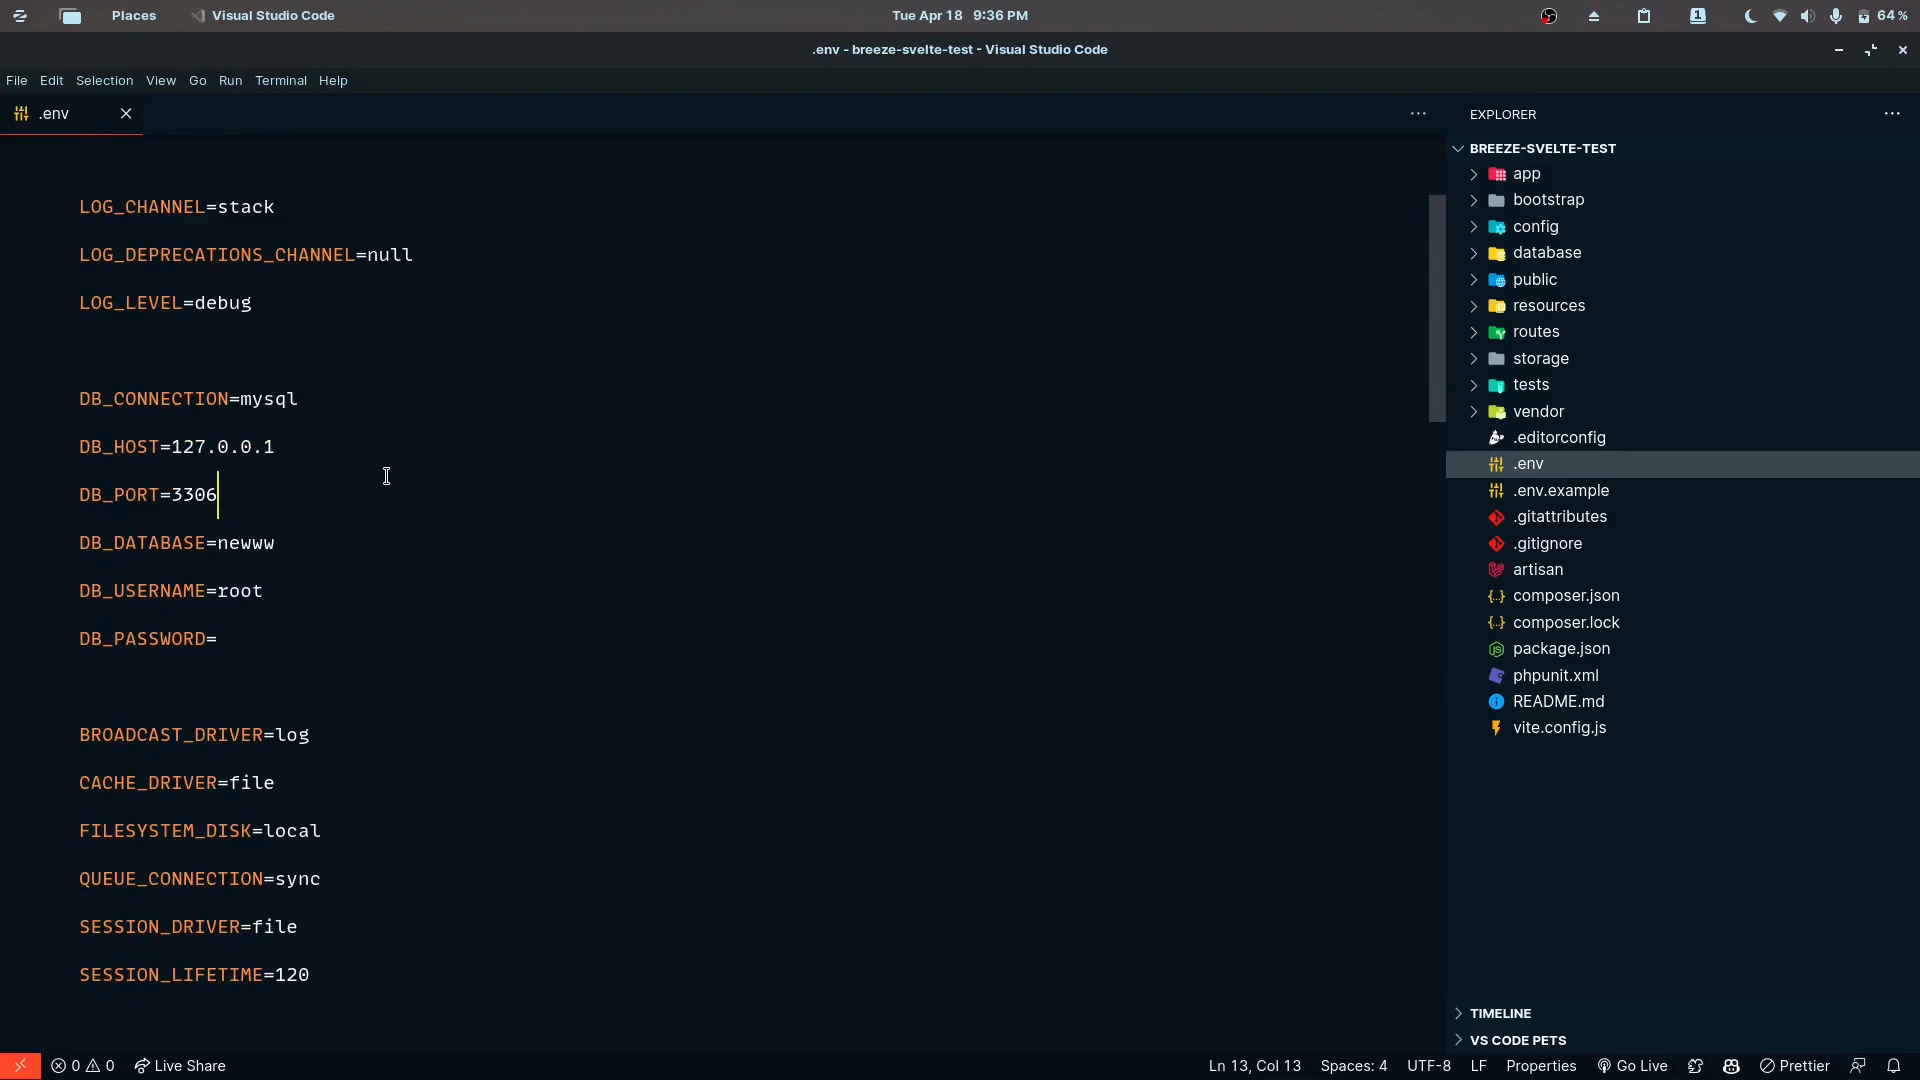 Places
Visual Studio Code
Tue Apr 18 9:36 PM
1
64 %
.env - breeze-svelte-test - Visual Studio Code
File Edit Selection View Go Run Terminal Help
.env
LOG_CHANNEL=stack
LOG_DEPRECATIONS_CHANNEL=null
LOG_LEVEL=debug
DB_CONNECTION=mysql
DB_HOST=127.0.0.1
DB_PORT=3306
DB_DATABASE=newww
DB_USERNAME=root
DB_PASSWORD=
BROADCAST_DRIVER=log
CACHE_DRIVER=file
FILESYSTEM_DISK=local
QUEUE_CONNECTION=sync
SESSION_DRIVER=file
SESSION_LIFETIME=120
EXPLORER
BREEZE-SVELTE-TEST
app
bootstrap
config
database
public
resources
routes
storage
tests
vendor
.editorconfig
.env
.env.example
.gitattributes
.gitignore
artisan
composer.json
composer.lock
package.json
phpunit.xml
README.md
vite.config.js
TIMELINE
VS CODE PETS
0 0 Live Share
Ln 13, Col 13 Spaces: 4 UTF-8 LF Properties Go Live Prettier